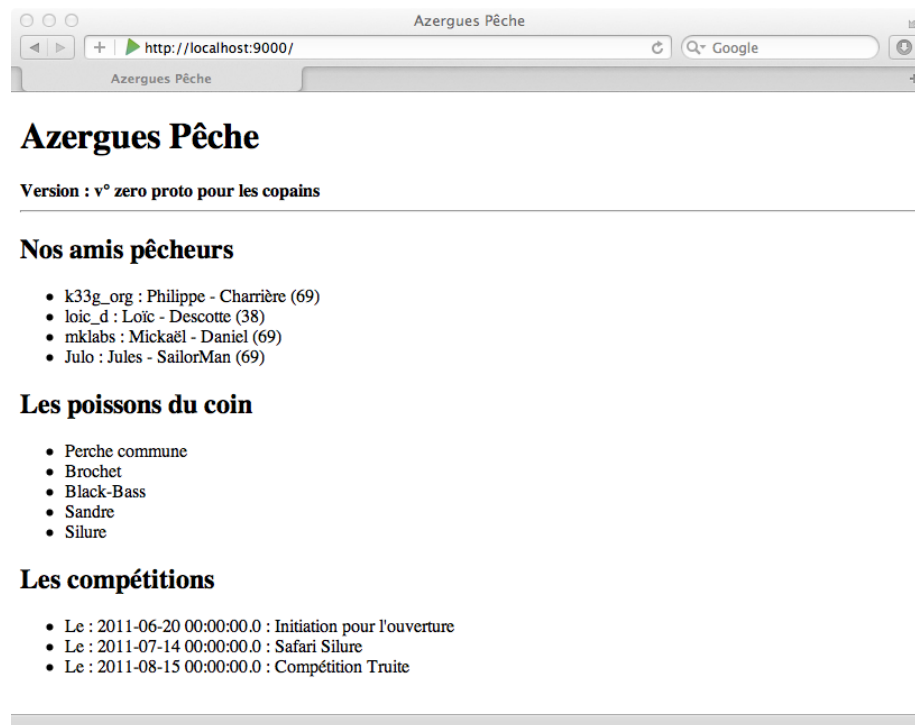 Azergues Pêche
http://localhost:9000/
Google
Azergues Pêche
Azergues Pêche
Version : v° zero proto pour les copains
Nos amis pêcheurs
k33g_org : Philippe - Charrière (69)
loic_d : Loïc - Descotte (38)
mklabs : Mickaël - Daniel (69)
Julo : Jules - SailorMan (69)
Les poissons du coin
Perche commune
Brochet
Black-Bass
Sandre
Silure
Les compétitions
Le : 2011-06-20 00:00:00.0 : Initiation pour l'ouverture
Le : 2011-07-14 00:00:00.0 : Safari Silure
Le : 2011-08-15 00:00:00.0 : Compétition Truite